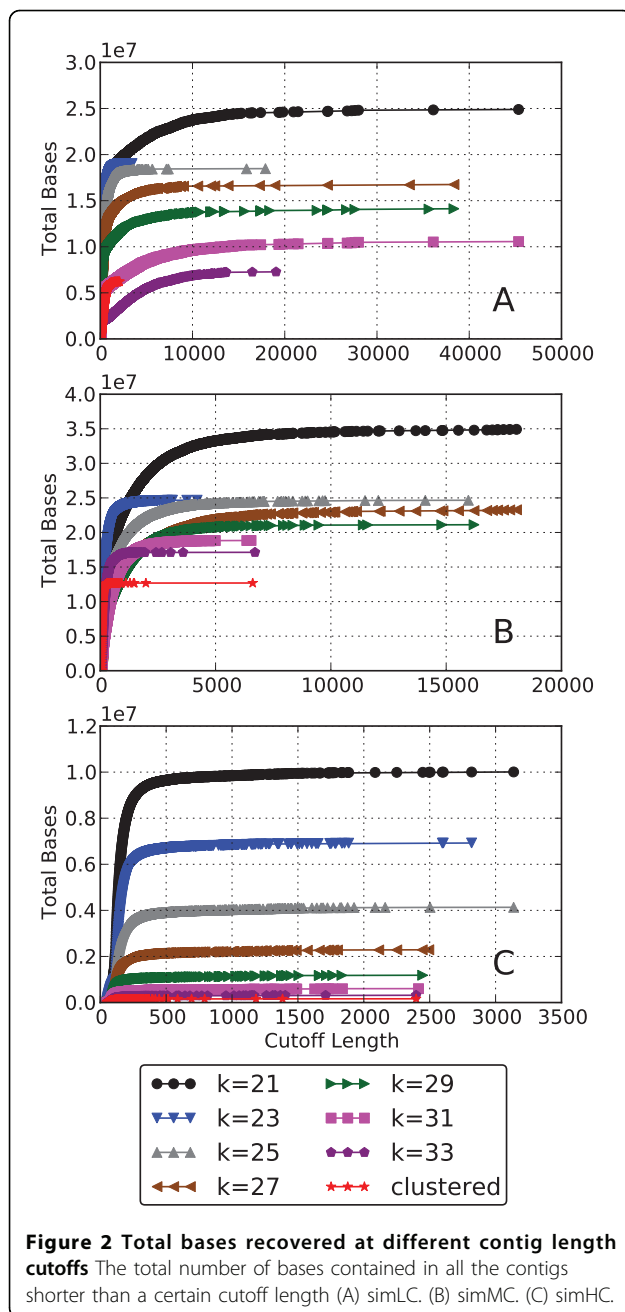 1e7
3.0
2.5
2.0
1.5
1.0
0.5
0.0
Total Bases
A
0 10000 20000 30000 40000 50000
1e7
4.0
3.5
3.0
2.5
2.0
1.5
1.0
0.5
0.0
Total Bases
B
0 5000 10000 15000 20000
1e7
1.2
1.0
0.8
0.6
0.4
0.2
0.0
Total Bases
C
0 500 1000 1500 2000 2500 3000 3500
Cutoff Length
k=21 k=29
k=23 k=31
k=25 k=33
k=27 clustered
Figure 2 Total bases recovered at different contig length
cutoffs The total number of bases contained in all the contigs
shorter than a certain cutoff length (A) simLC. (B) simMC. (C) simHC.